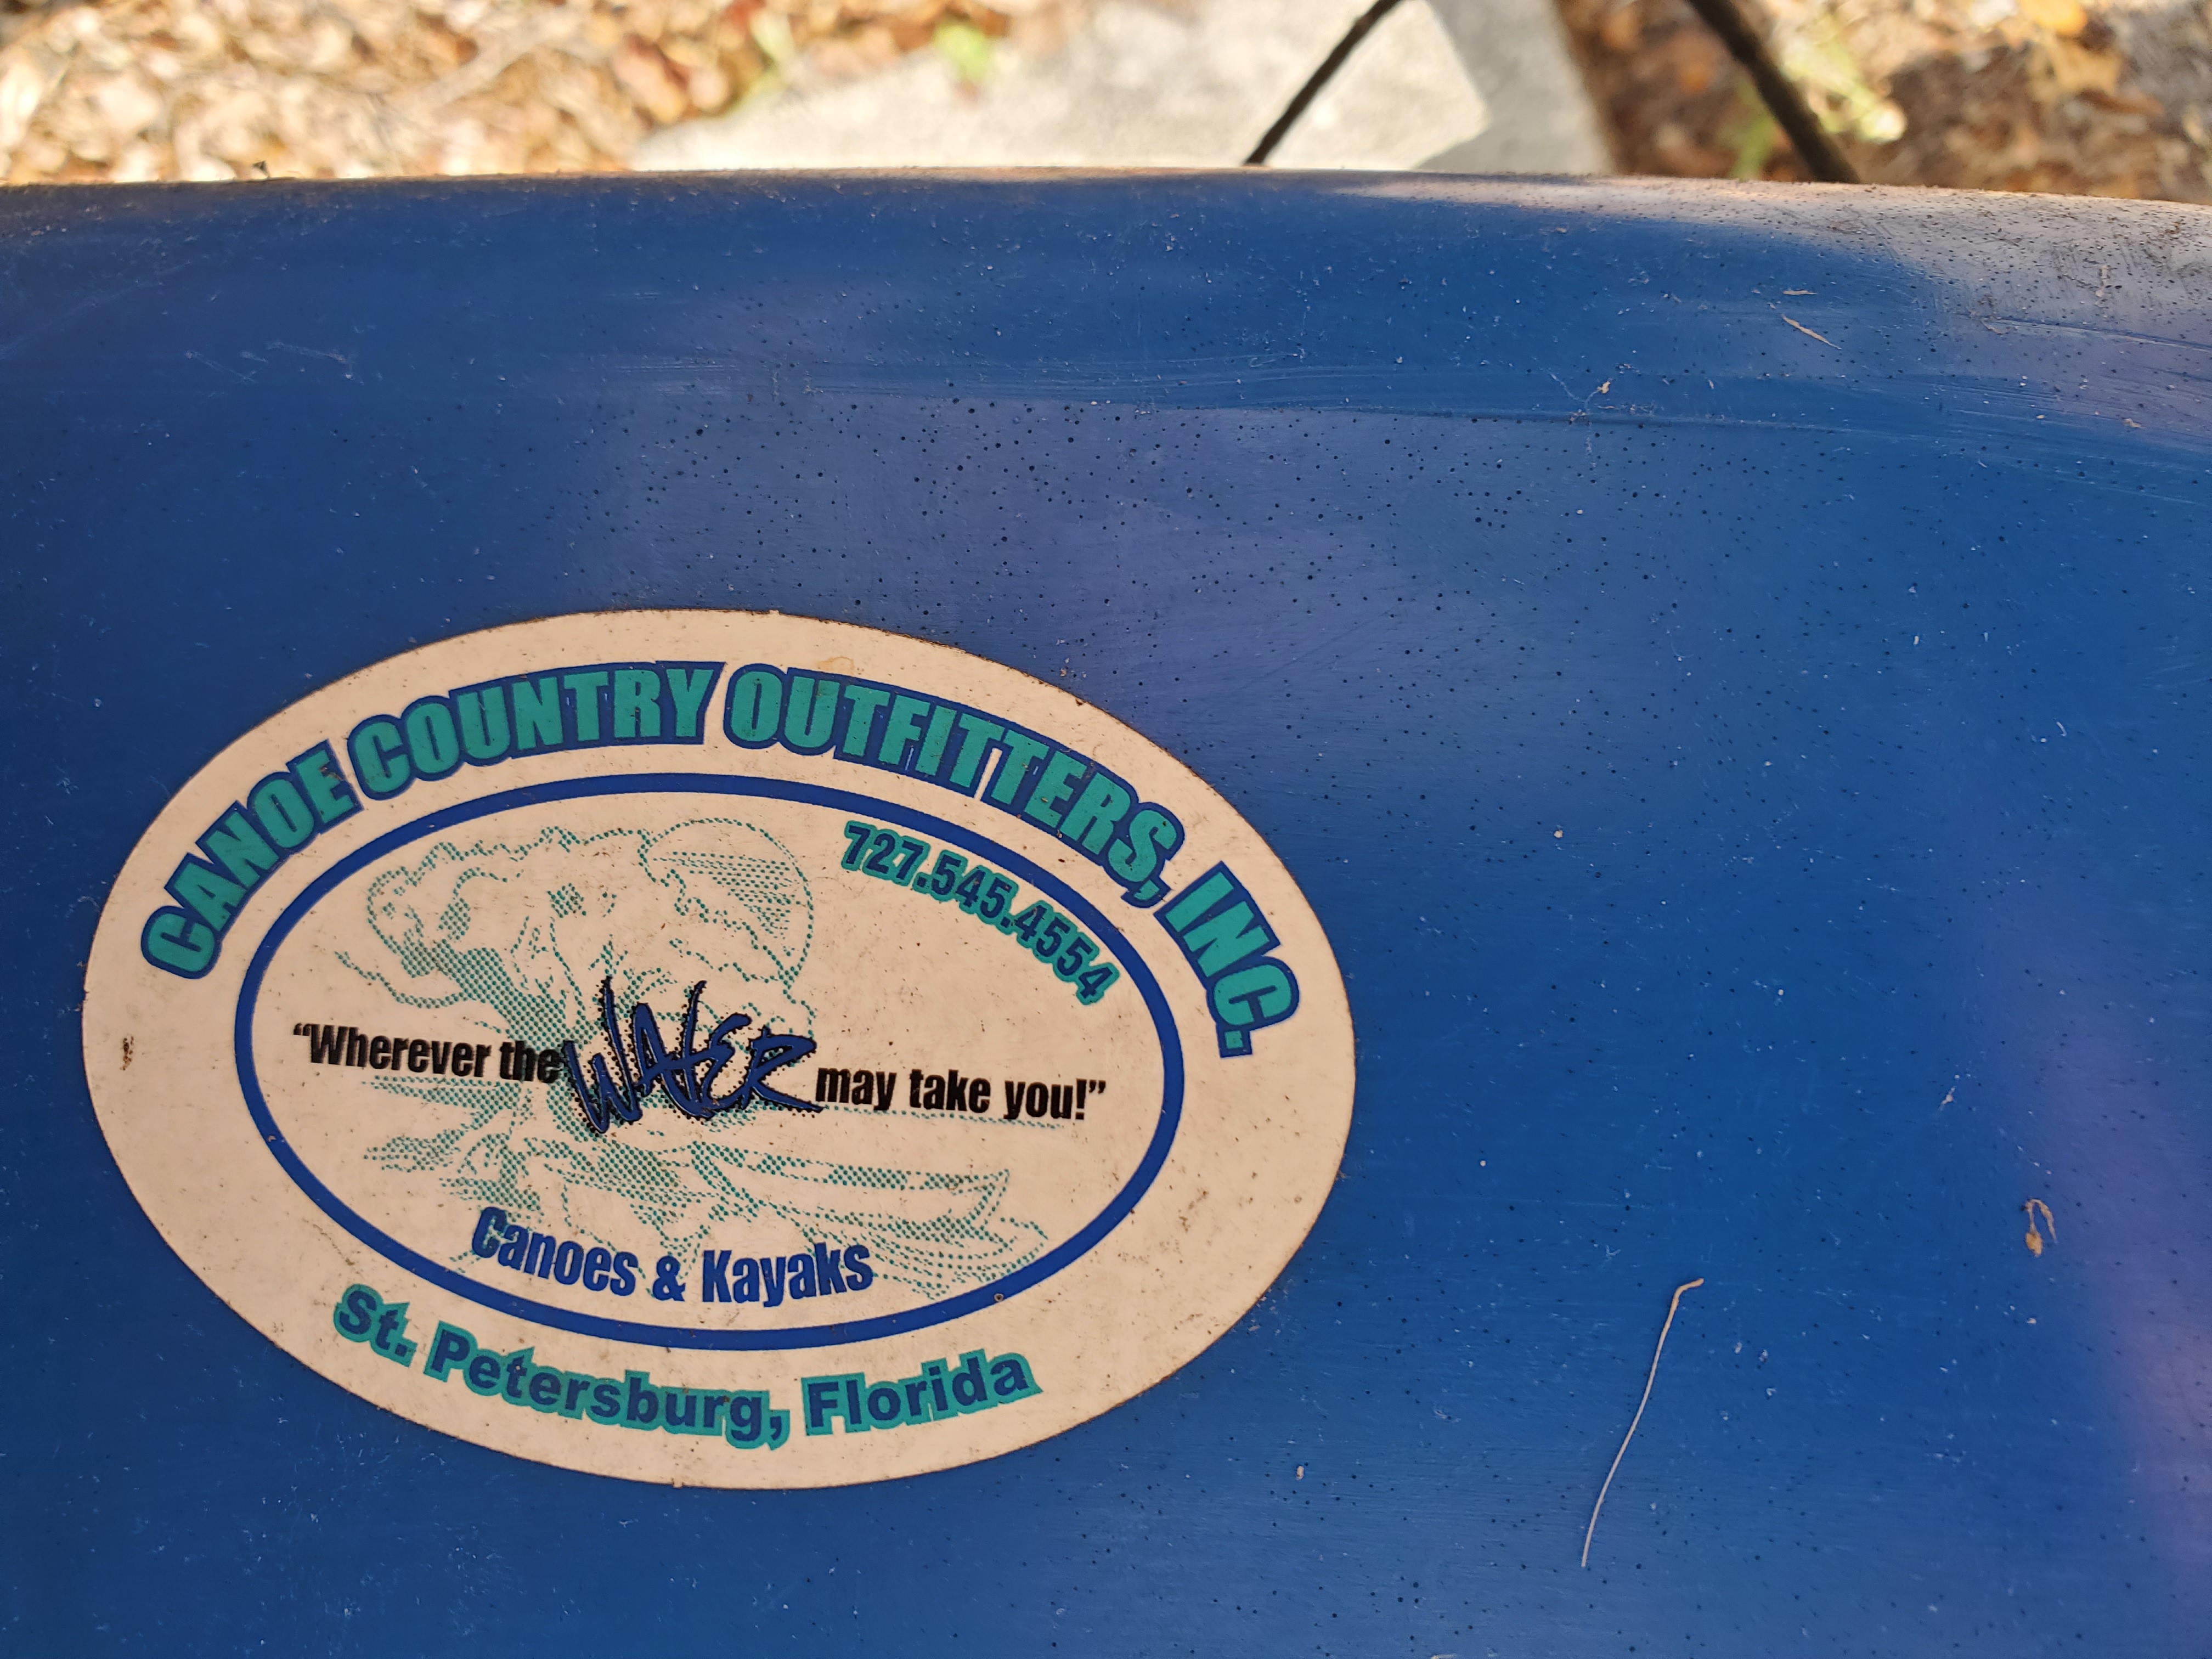 CANOE COUNTRY OUTFITTERS, INC.
727.545.4554
“Wherever the WATER may take you!”
Canoes & Kayaks
St. Petersburg, Florida